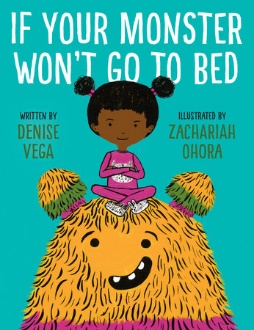 IF YOUR MONSTER
WON'T GO TO BED
WRITTEN BY
DENISE
VEGA
ILLUSTRATED BY
ZACHARIAH
OHORA